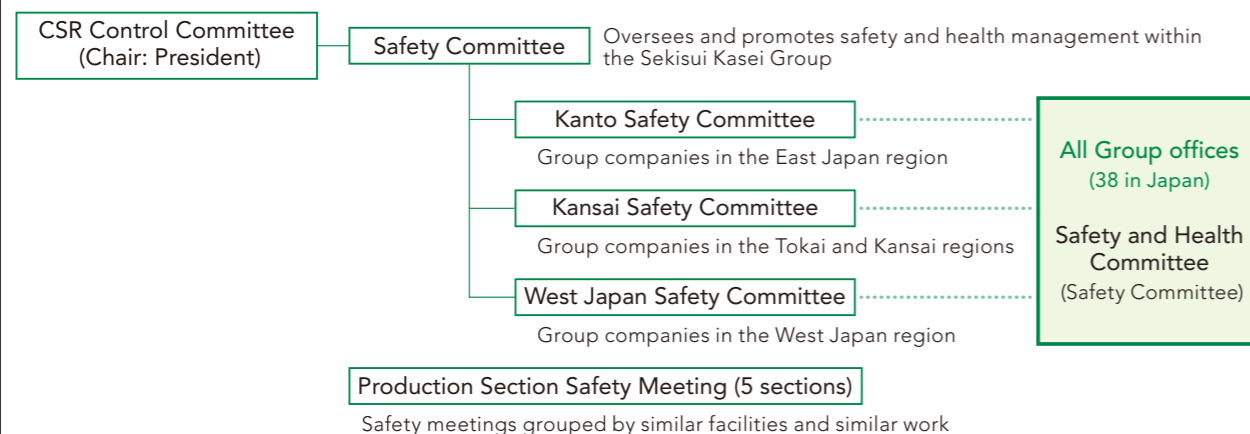 CSR Control Committee
(Chair: President)
Safety Committee
Oversees and promotes safety and health management within
the Sekisui Kasei Group
Kanto Safety Committee
Group companies in the East Japan region
Kansai Safety Committee
Group companies in the Tokai and Kansai regions
West Japan Safety Committee
Group companies in the West Japan region
All Group offices
(38 in Japan)
Safety and Health
Committee
(Safety Committee)
Production Section Safety Meeting (5 sections)
Safety meetings grouped by similar facilities and similar work